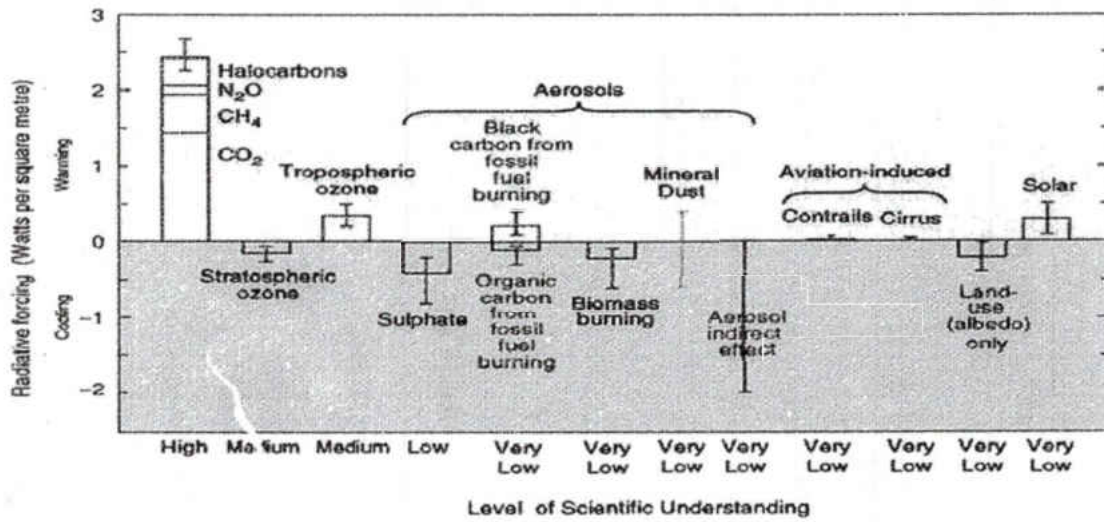 3
2
1
0
−1
−2
Radiative forcing (Watts per square metre)
Warming
Cooling
Halocarbons
N₂O
CH₄
CO₂
Stratospheric
ozone
Tropospheric
ozone
Aerosols
Sulphate
Black
carbon from
fossil
fuel
burning
Organic
carbon
from
fossil
fuel
burning
Biomass
burning
Mineral
Dust
Aerosol
indirect
effect
Aviation-induced
Contrails Cirrus
Land-
use
(albedo)
only
Solar
High Medium Medium Low Very Very Very Very Very Very Very Very
Low Low Low Low Low Low Low Low
Level of Scientific Understanding